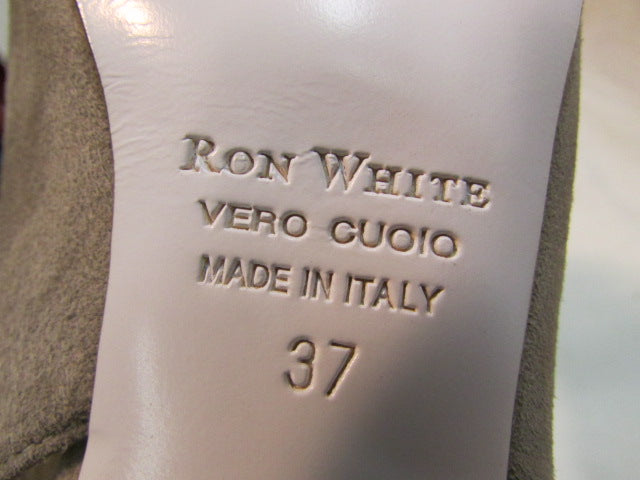 RON WHITE
VERO CUOIO
MADE IN ITALY
37